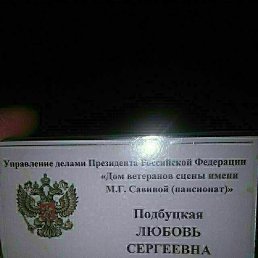 Управление делами Президента Российской Федерации
«Дом ветеранов сцены имени
М.Г. Савиной (пансионат)»
Подбуцкая
ЛЮБОВЬ
СЕРГЕЕВНА